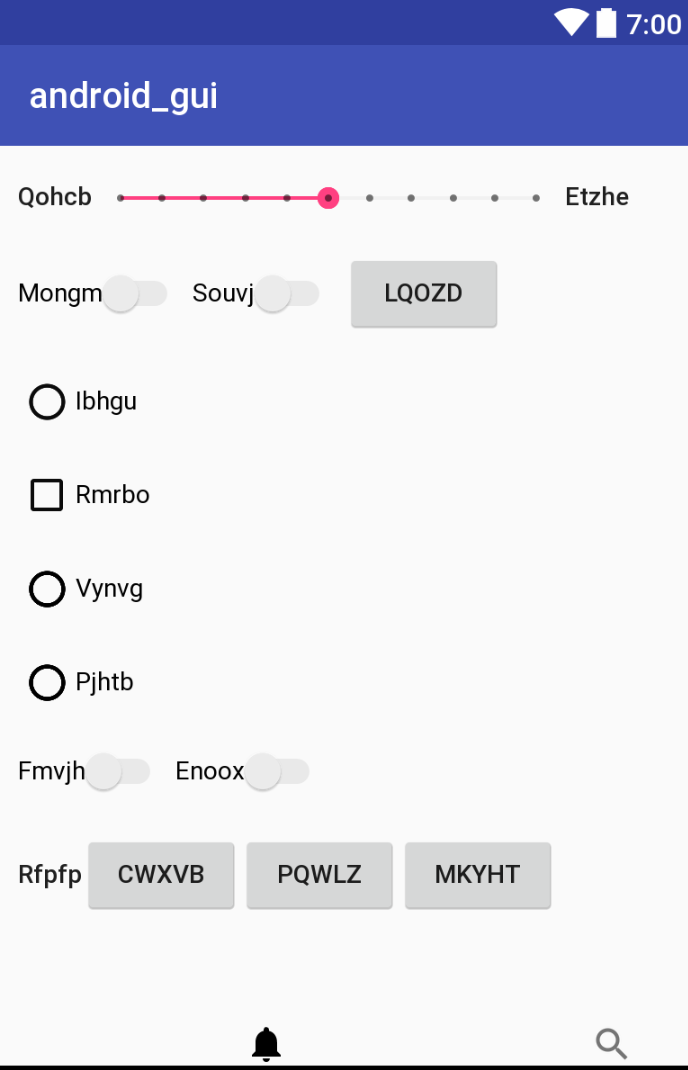 7:00
android_gui
Qohcb Etzhe
Mongm Souvj LQOZD
Ibhgu
Rmrbo
Vynvg
Pjhtb
Fmvjh Enoox
Rfpfp CWXVB PQWLZ MKYHT